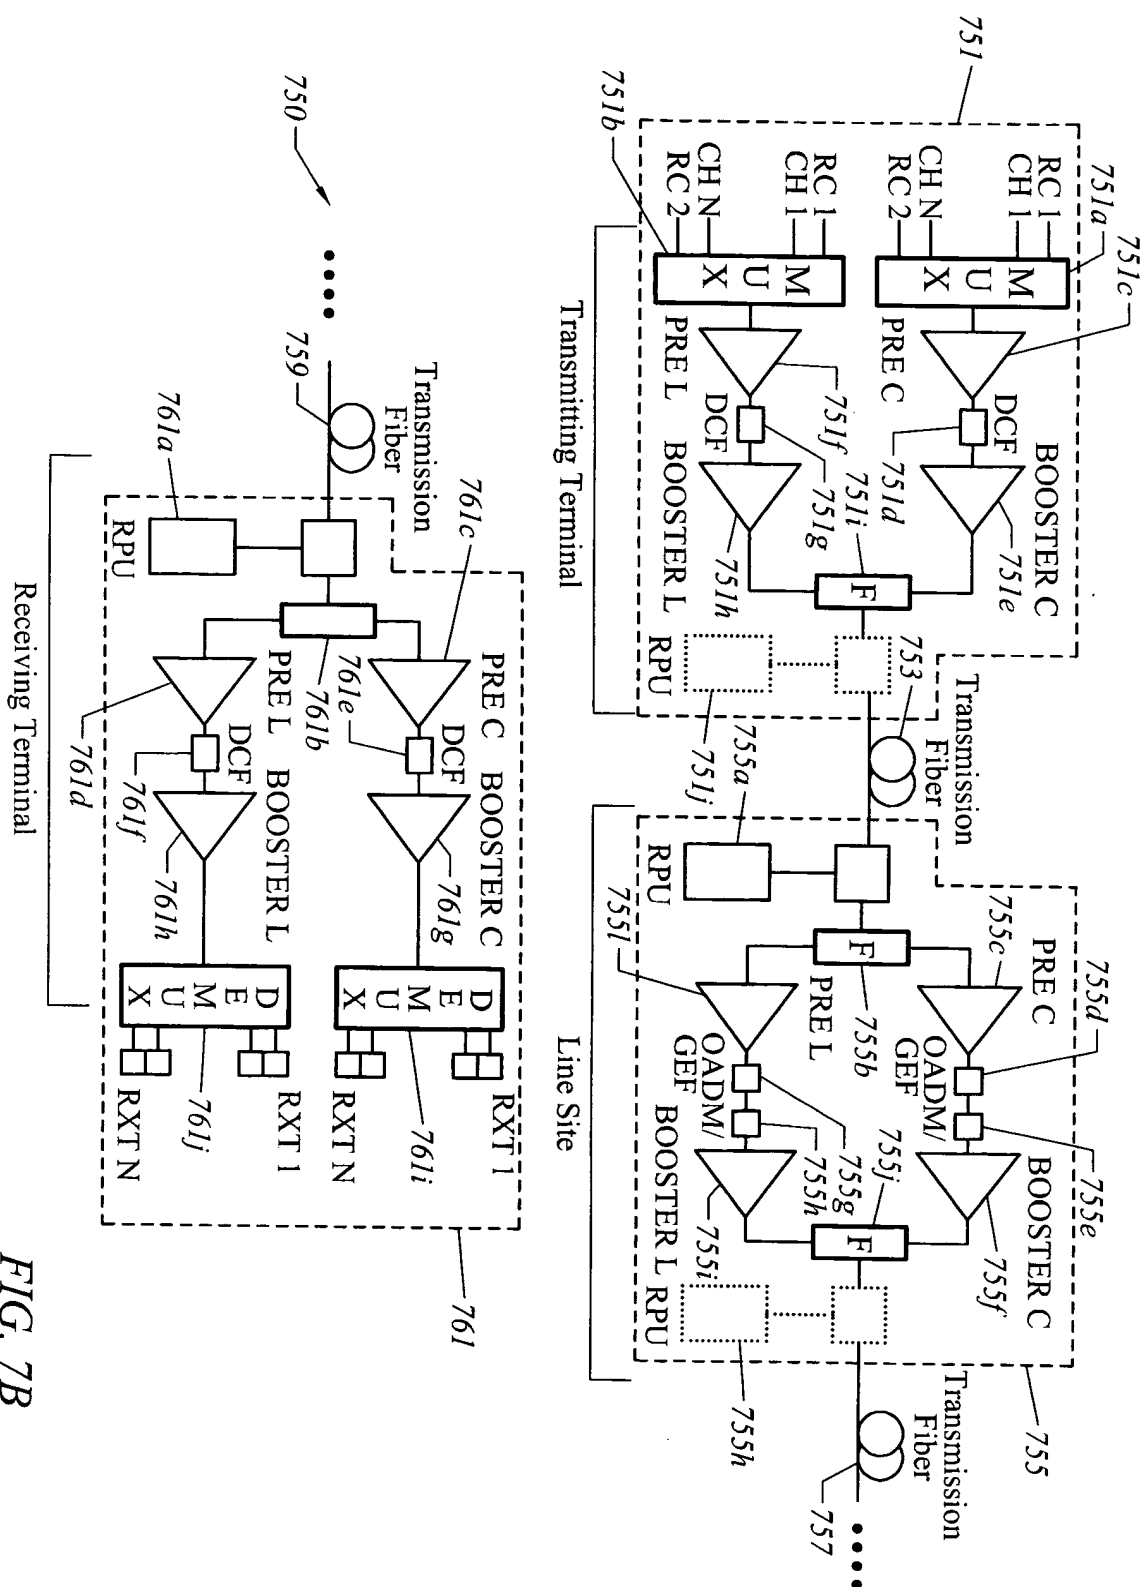 751
751a
751c
RC 1
CH 1
CH N
RC 2
MUX
PRE C
DCF
BOOSTER C
751d
751e
751b
RC 1
CH 1
CH N
RC 2
MUX
PRE L
DCF
BOOSTER L
751f
751g
751h
751i
F
RPU
751j
Transmitting Terminal
753
Transmission
Fiber
755a
RPU
755b
F
755c
PRE C
755d
OADM/
GEF
755e
BOOSTER C
755f
755l
PRE L
OADM/
GEF
755g
755h
BOOSTER L
755i
755j
F
RPU
755h
755
Line Site
Transmission
Fiber
757
750
759
Transmission
Fiber
761a
RPU
761b
761c
PRE C
761e
DCF
BOOSTER C
761g
DEMUX
RXT 1
RXT N
761i
761d
PRE L
DCF
761f
BOOSTER L
761h
DEMUX
RXT 1
RXT N
761j
761
Receiving Terminal
FIG. 7B